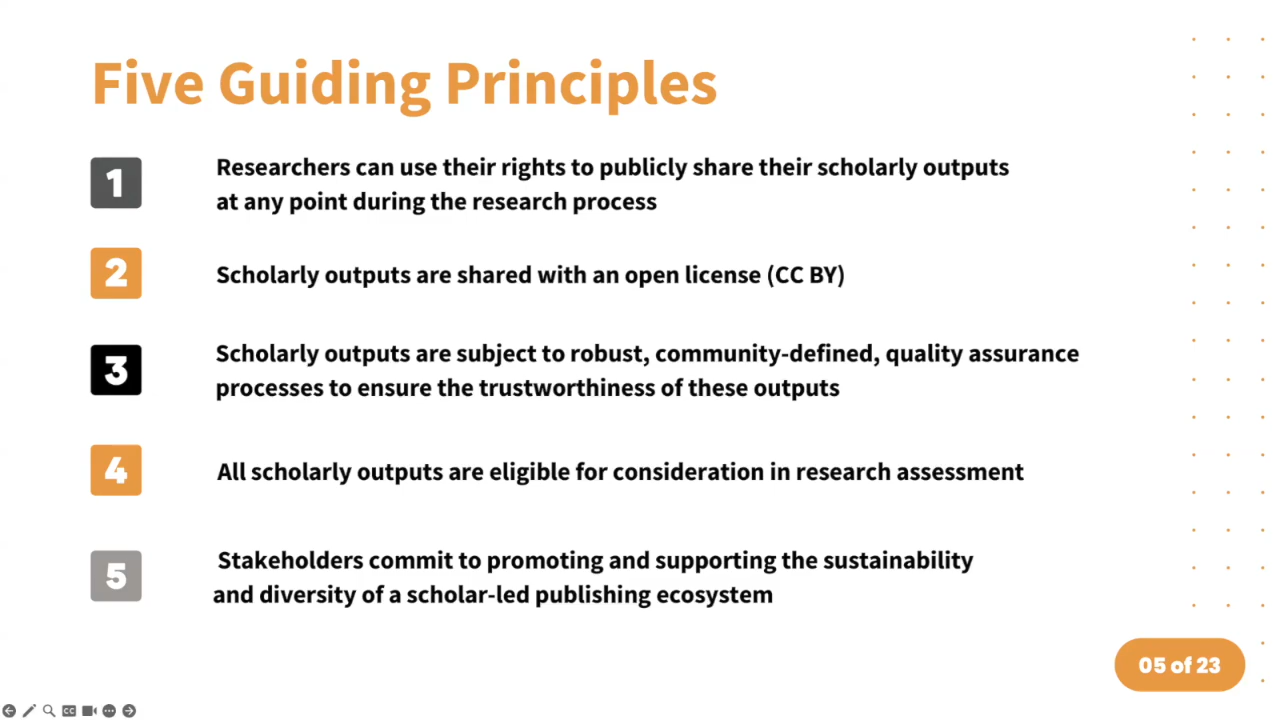 Five Guiding Principles
1
Researchers can use their rights to publicly share their scholarly outputs
at any point during the research process
2
Scholarly outputs are shared with an open license (CC BY)
3
Scholarly outputs are subject to robust, community-defined, quality assurance
processes to ensure the trustworthiness of these outputs
4
All scholarly outputs are eligible for consideration in research assessment
5
Stakeholders commit to promoting and supporting the sustainability
and diversity of a scholar-led publishing ecosystem
05 of 23
CC